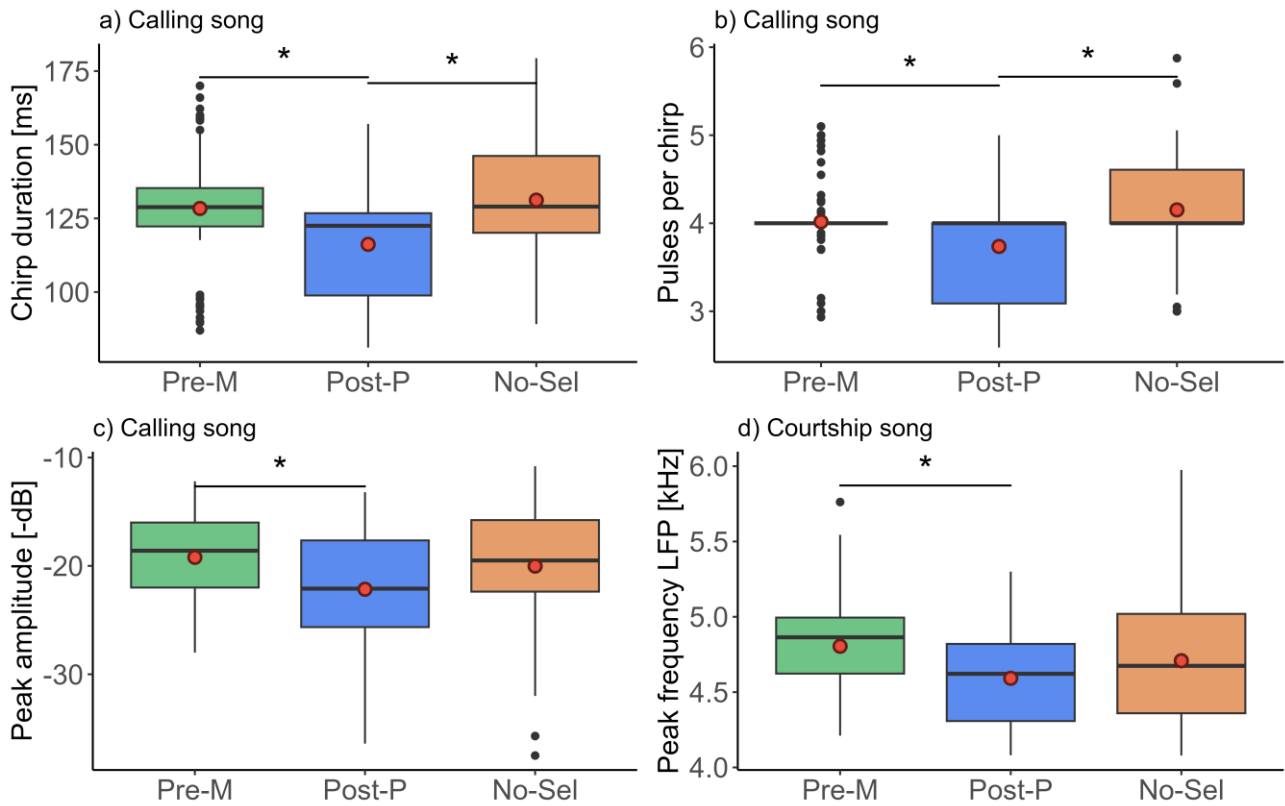 a) Calling song
Chirp duration [ms]
175
150
125
100
*
*
Pre-M Post-P No-Sel
b) Calling song
Pulses per chirp
6
5
4
3
*
*
Pre-M Post-P No-Sel
c) Calling song
Peak amplitude [-dB]
-10
-20
-30
*
Pre-M Post-P No-Sel
d) Courtship song
Peak frequency LFP [kHz]
6.0
5.5
5.0
4.5
4.0
*
Pre-M Post-P No-Sel